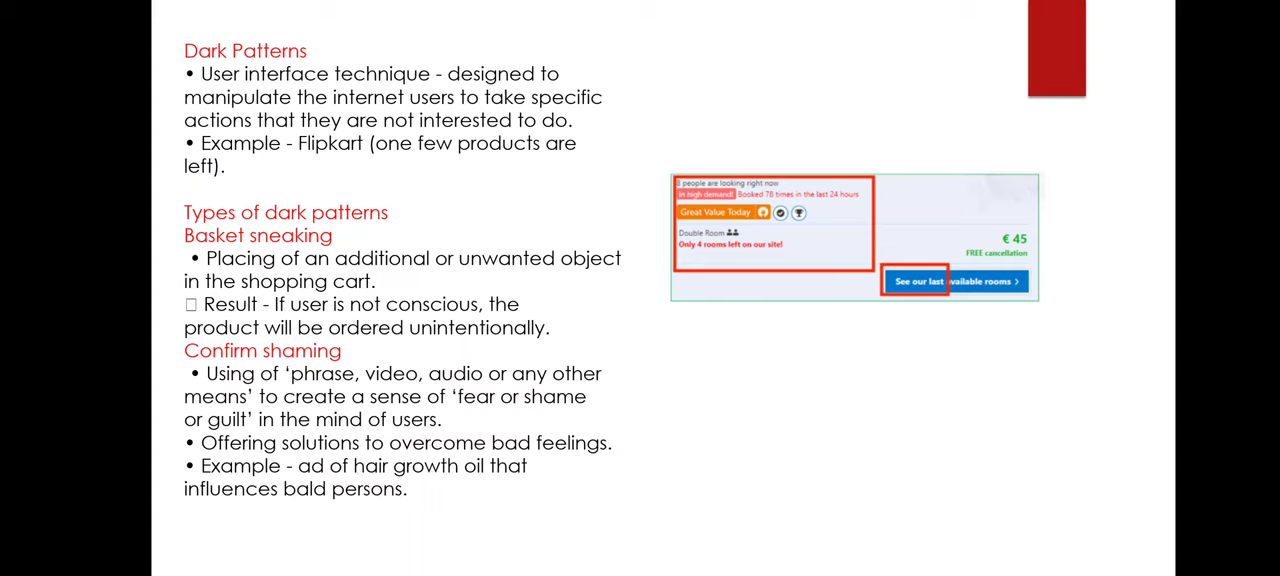 Dark Patterns
• User interface technique - designed to
manipulate the internet users to take specific
actions that they are not interested to do.
• Example - Flipkart (one few products are
left).
Types of dark patterns
Basket sneaking
• Placing of an additional or unwanted object
in the shopping cart.
□ Result - If user is not conscious, the
product will be ordered unintentionally.
Confirm shaming
• Using of ‘phrase, video, audio or any other
means’ to create a sense of ‘fear or shame
or guilt’ in the mind of users.
• Offering solutions to overcome bad feelings.
• Example - ad of hair growth oil that
influences bald persons.
8 people are looking right now
In high demand! Booked 78 times in the last 24 hours
Great Value Today
Double Room
Only 4 rooms left on our site!
€ 45
FREE cancellation
See our last available rooms >